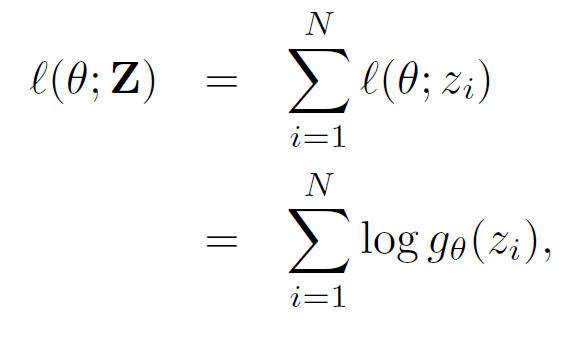 ℓ(θ; 𝐙) = ∑_{i=1}^{N} ℓ(θ; z_i)
= ∑_{i=1}^{N} log g_θ(z_i),